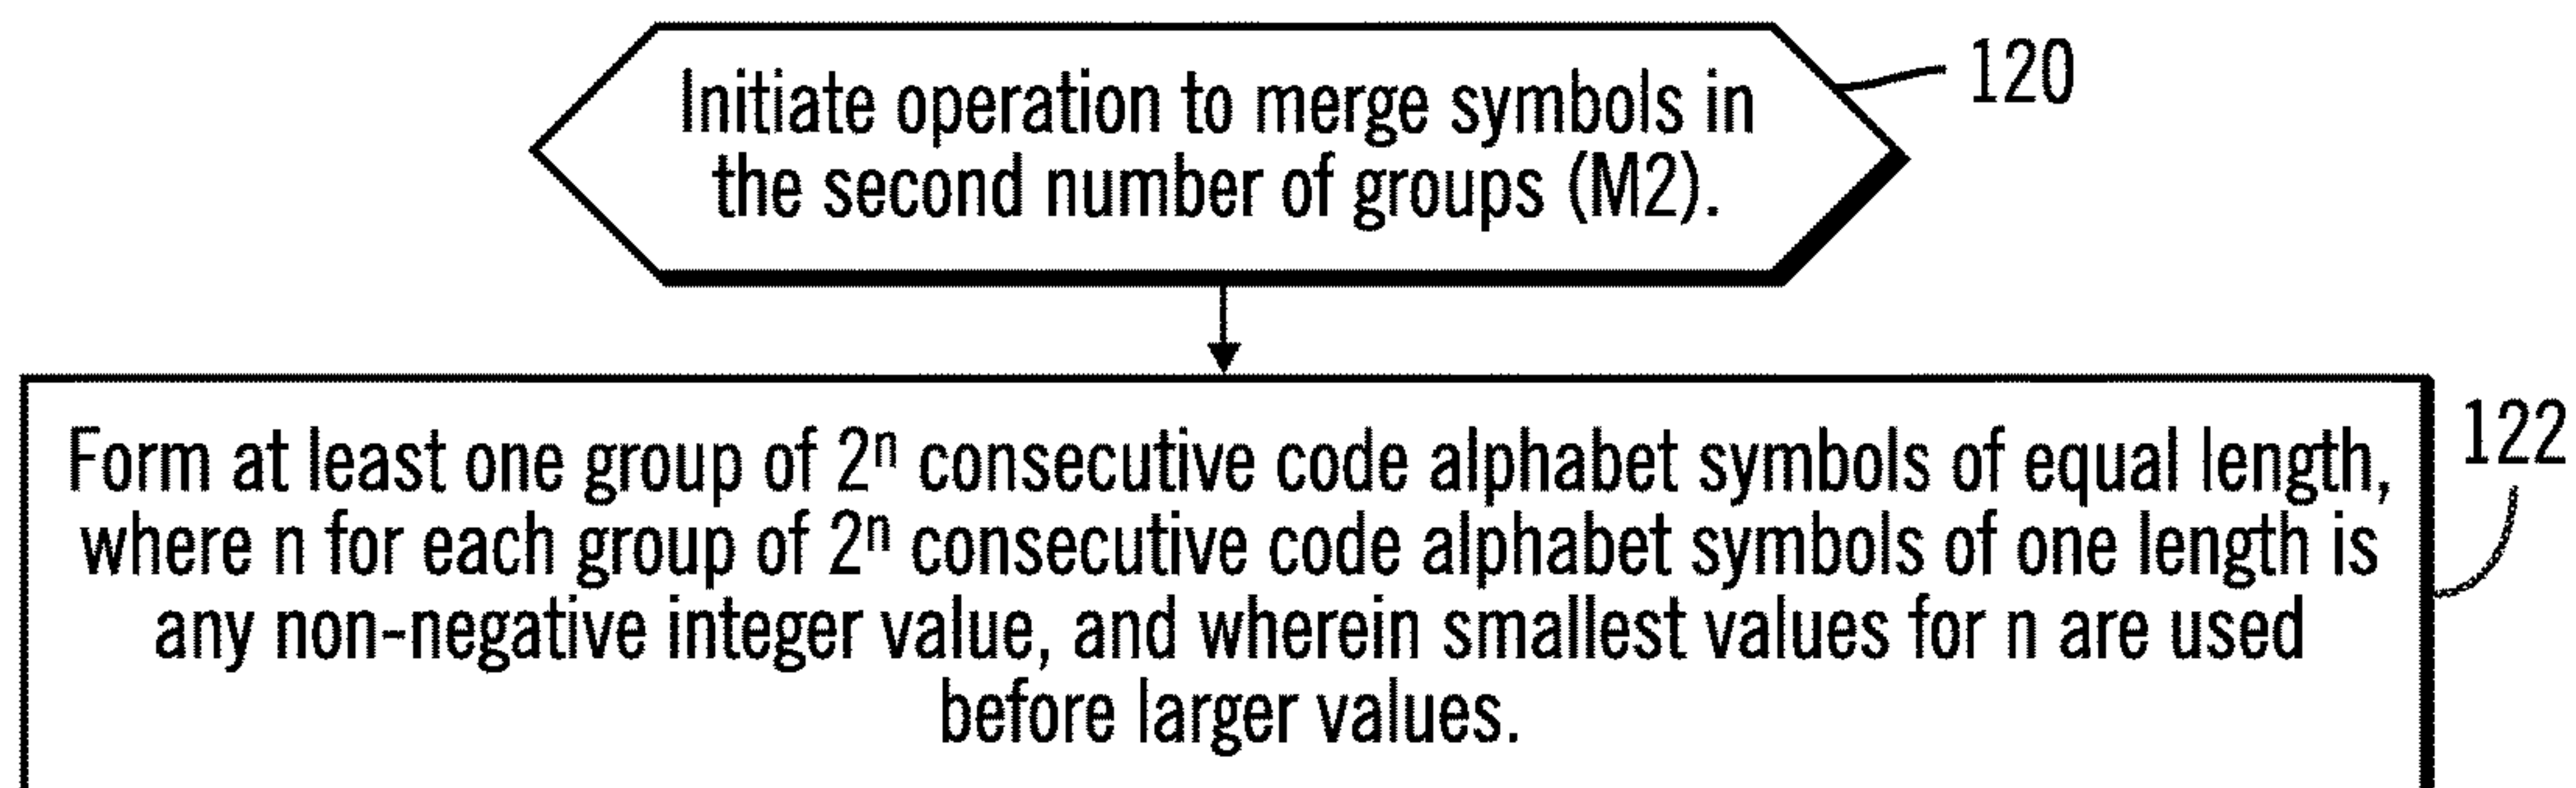 Initiate operation to merge symbols in
the second number of groups (M2).
120
Form at least one group of 2ⁿ consecutive code alphabet symbols of equal length,
where n for each group of 2ⁿ consecutive code alphabet symbols of one length is
any non-negative integer value, and wherein smallest values for n are used
before larger values.
122